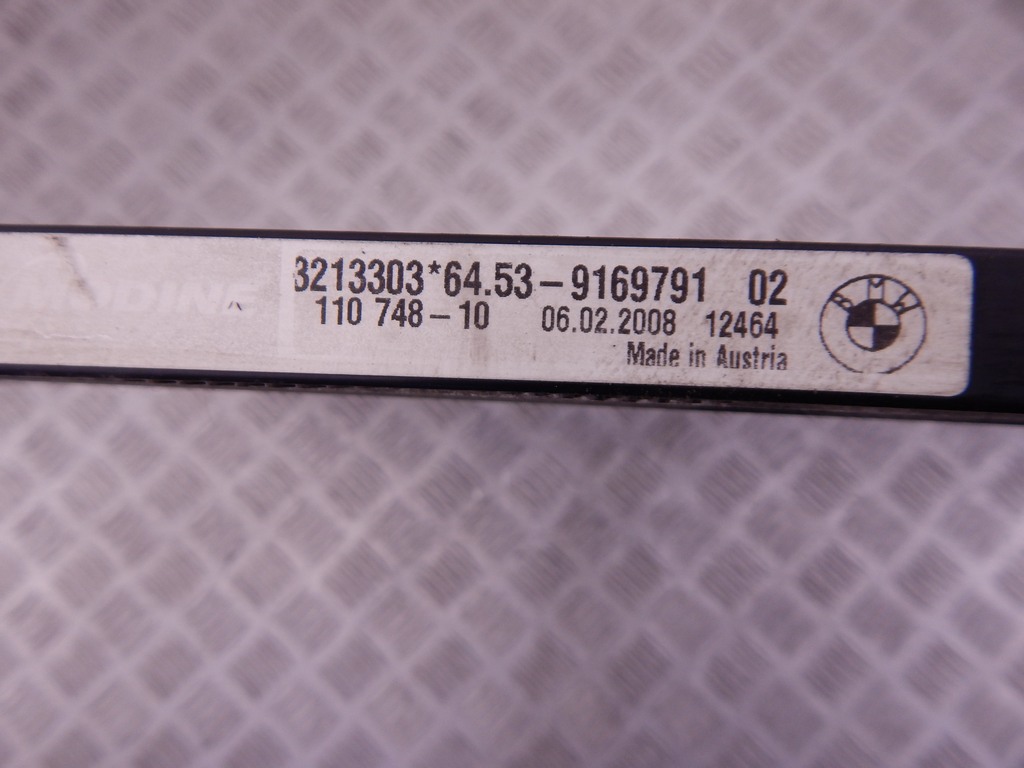 MODINE
3213303*64.53-9169791 02
110 748-10 06.02.2008 12464
Made in Austria
BMW